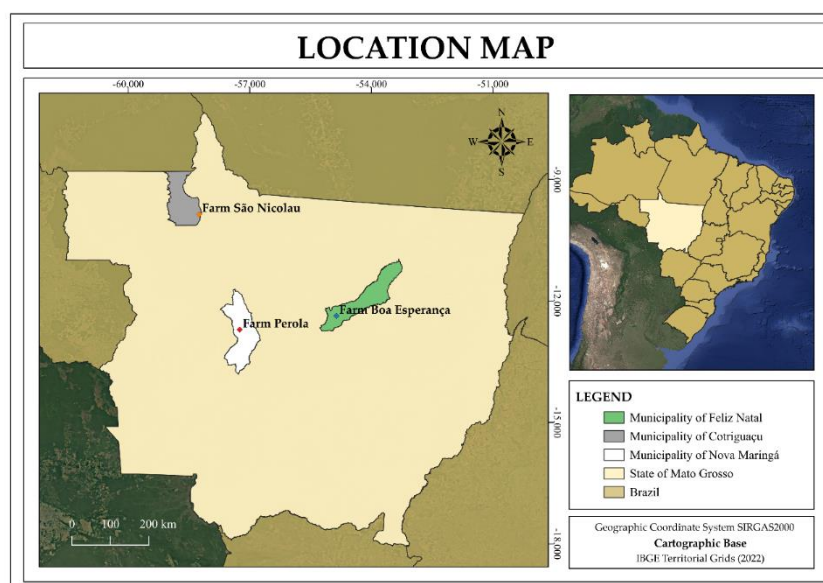 LOCATION MAP
-60,000 -57,000 -54,000 -51,000
N
W E
S
-9,000
Farm São Nicolau
-12,000
Farm Boa Esperança
Farm Perola
-15,000
0 100 200 km
-18,000
LEGEND
Municipality of Feliz Natal
Municipality of Cotriguaçu
Municipality of Nova Maringá
State of Mato Grosso
Brazil
Geographic Coordinate System SIRGAS2000
Cartographic Base
IBGE Territorial Grids (2022)